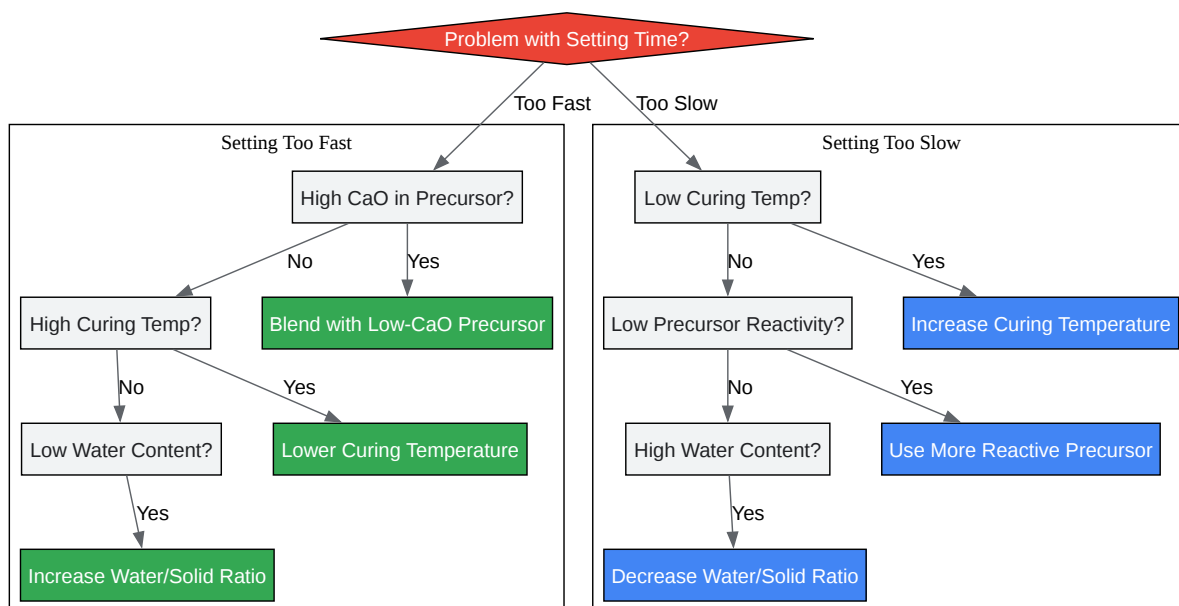 Problem with Setting Time?
Too Fast
Too Slow
Setting Too Fast
Setting Too Slow
High CaO in Precursor?
Low Curing Temp?
No
Yes
No
Yes
High Curing Temp?
Blend with Low-CaO Precursor
Low Precursor Reactivity?
Increase Curing Temperature
No
Yes
No
Yes
Low Water Content?
Lower Curing Temperature
High Water Content?
Use More Reactive Precursor
Yes
Yes
Increase Water/Solid Ratio
Decrease Water/Solid Ratio